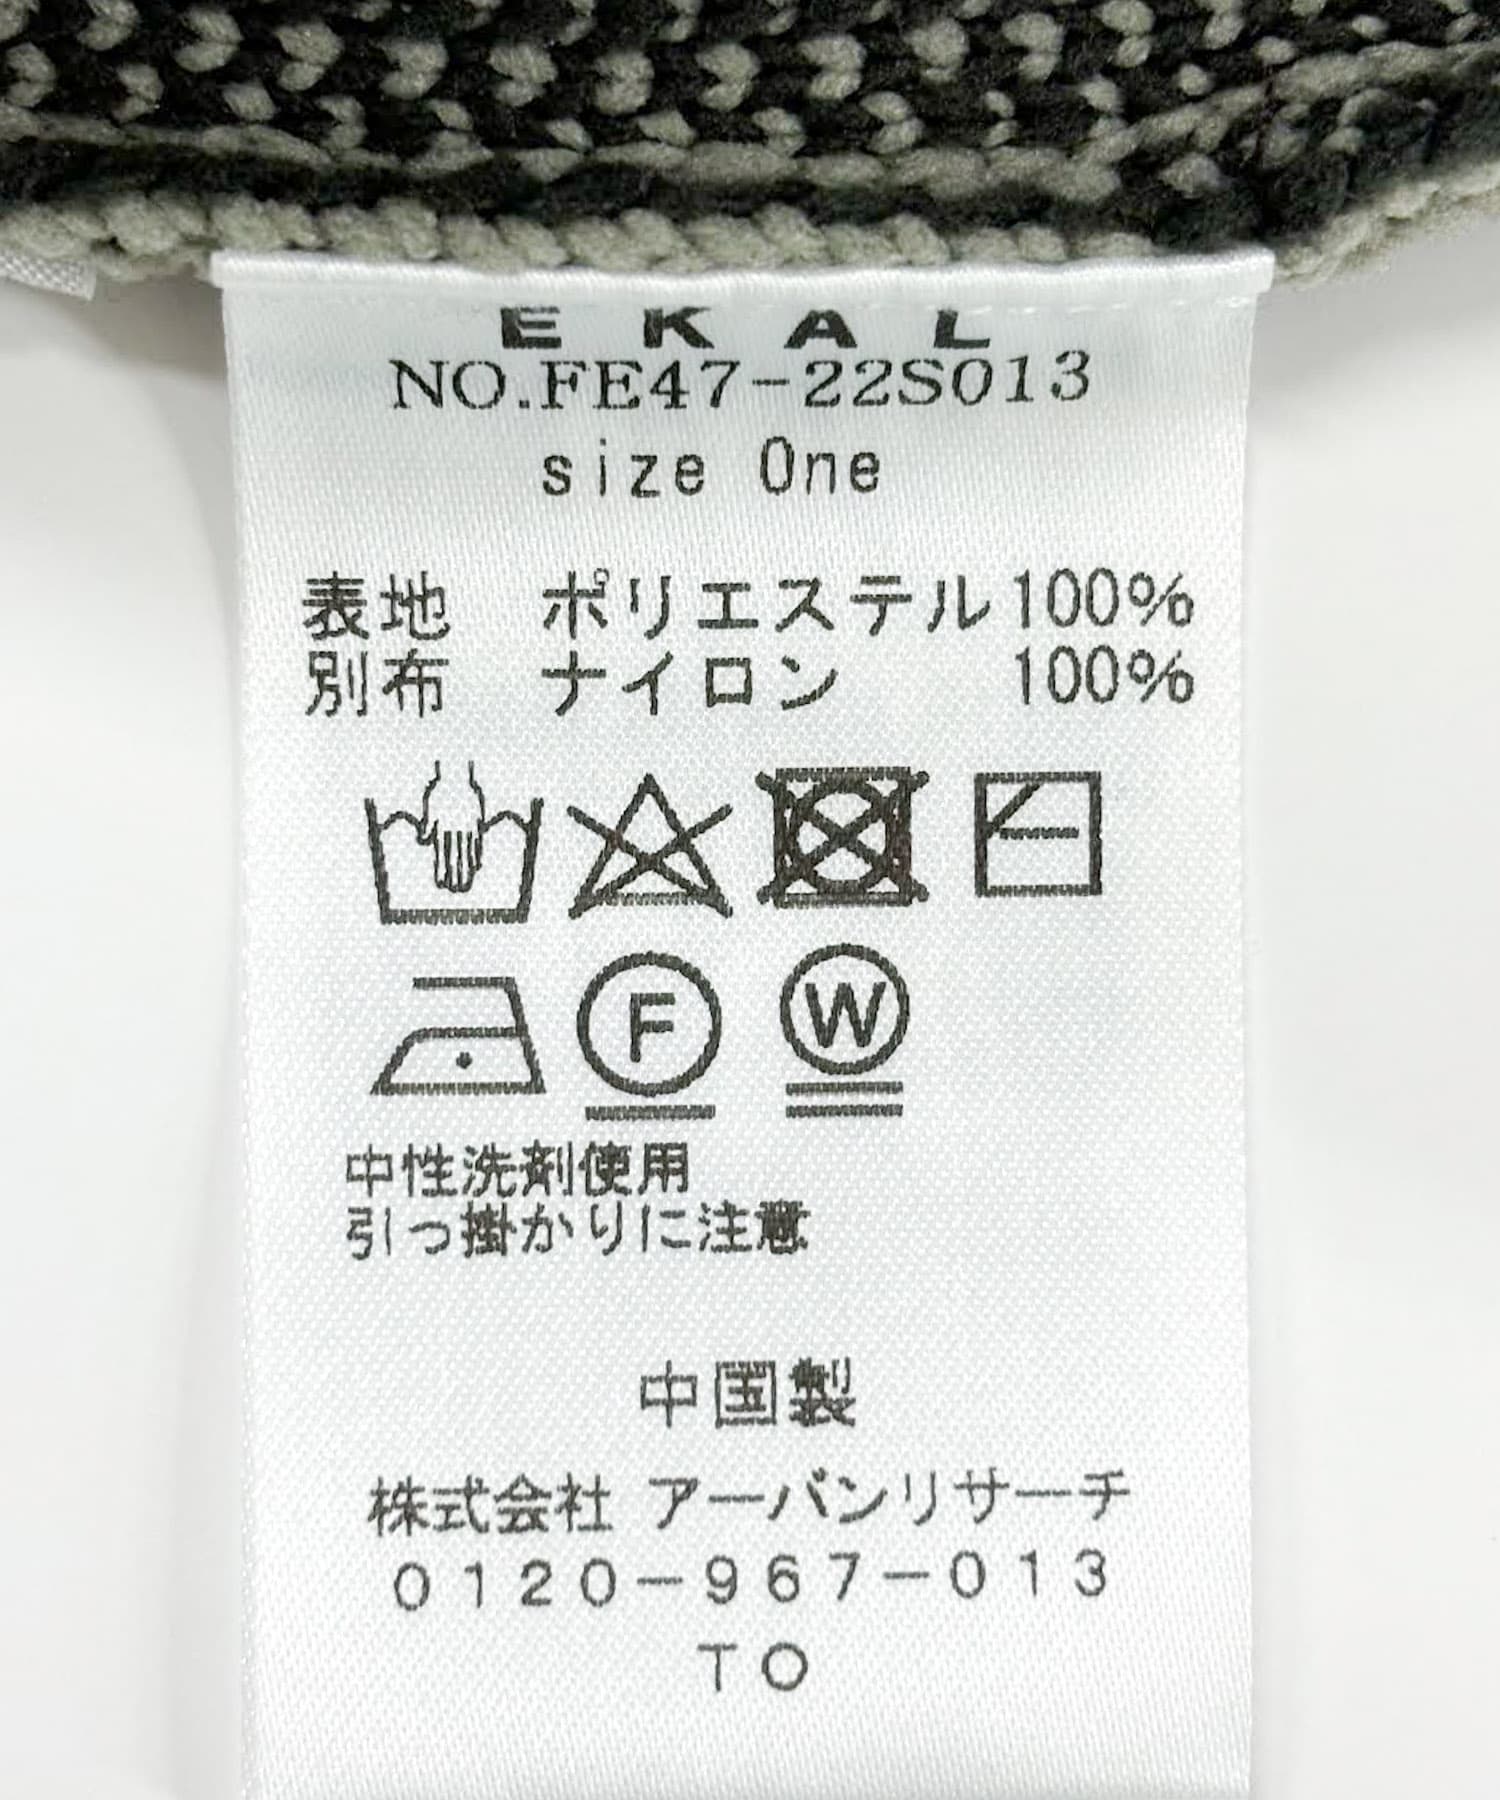 EKAL
NO.FE47-22S013
size One
表地 ポリエステル100%
別布 ナイロン 100%
F W
中性洗剤使用
引っ掛かりに注意
中国製
株式会社 アーバンリサーチ
0120-967-013
TO